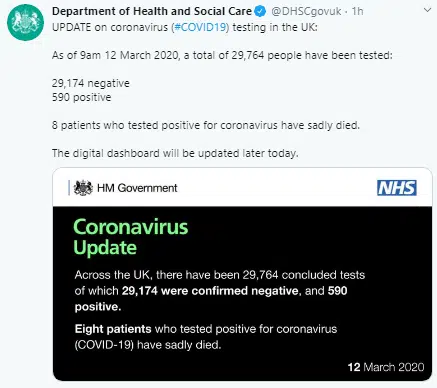 Department of Health and Social Care @DHSCgovuk · 1h
UPDATE on coronavirus (#COVID19) testing in the UK:
As of 9am 12 March 2020, a total of 29,764 people have been tested:
29,174 negative
590 positive
8 patients who tested positive for coronavirus have sadly died.
The digital dashboard will be updated later today.
HM Government
NHS
Coronavirus
Update
Across the UK, there have been 29,764 concluded tests
of which 29,174 were confirmed negative, and 590
positive.
Eight patients who tested positive for coronavirus
(COVID-19) have sadly died.
12 March 2020